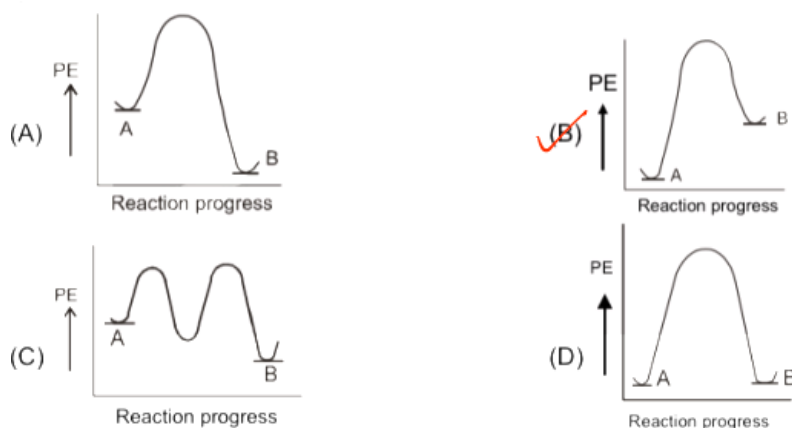 PE
(A)
A
B
Reaction progress
PE
(B)
A
B
Reaction progress
PE
(C)
A
B
Reaction progress
PE
(D)
A
B
Reaction progress